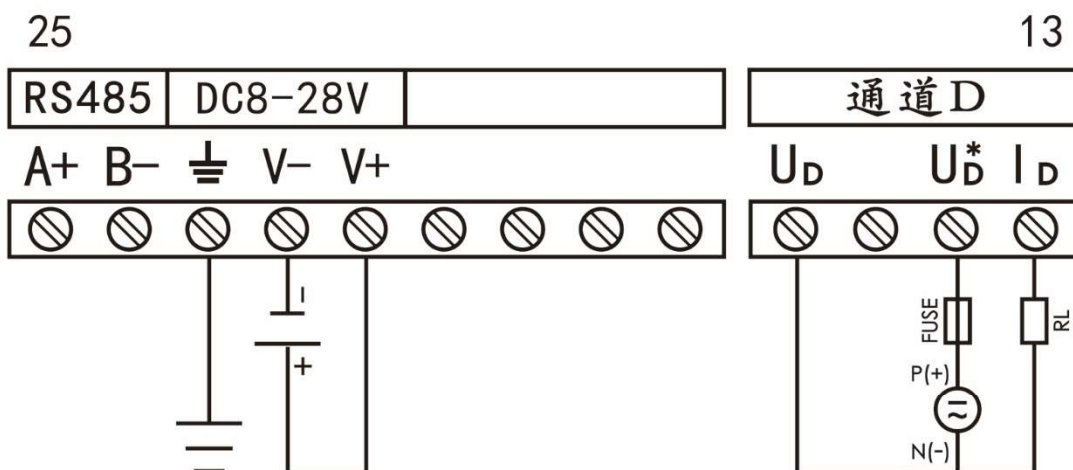 25 13
RS485 DC8-28V 通道D
A+ B- V- V+ UD UD* ID
-
FUSE RL
+
P(+)
N(-)